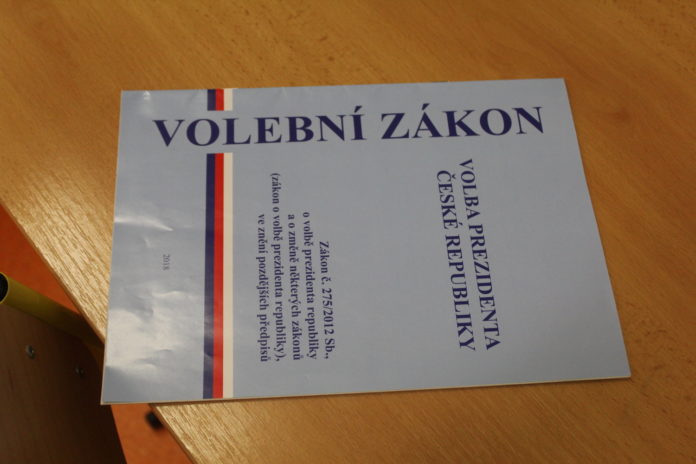 VOLEBNÍ ZÁKON
VOLBA PREZIDENTA
ČESKÉ REPUBLIKY
Zákon č. 275/2012 Sb.,
o volbě prezidenta republiky
a o změně některých zákonů
(zákon o volbě prezidenta republiky),
ve znění pozdějších předpisů
2018